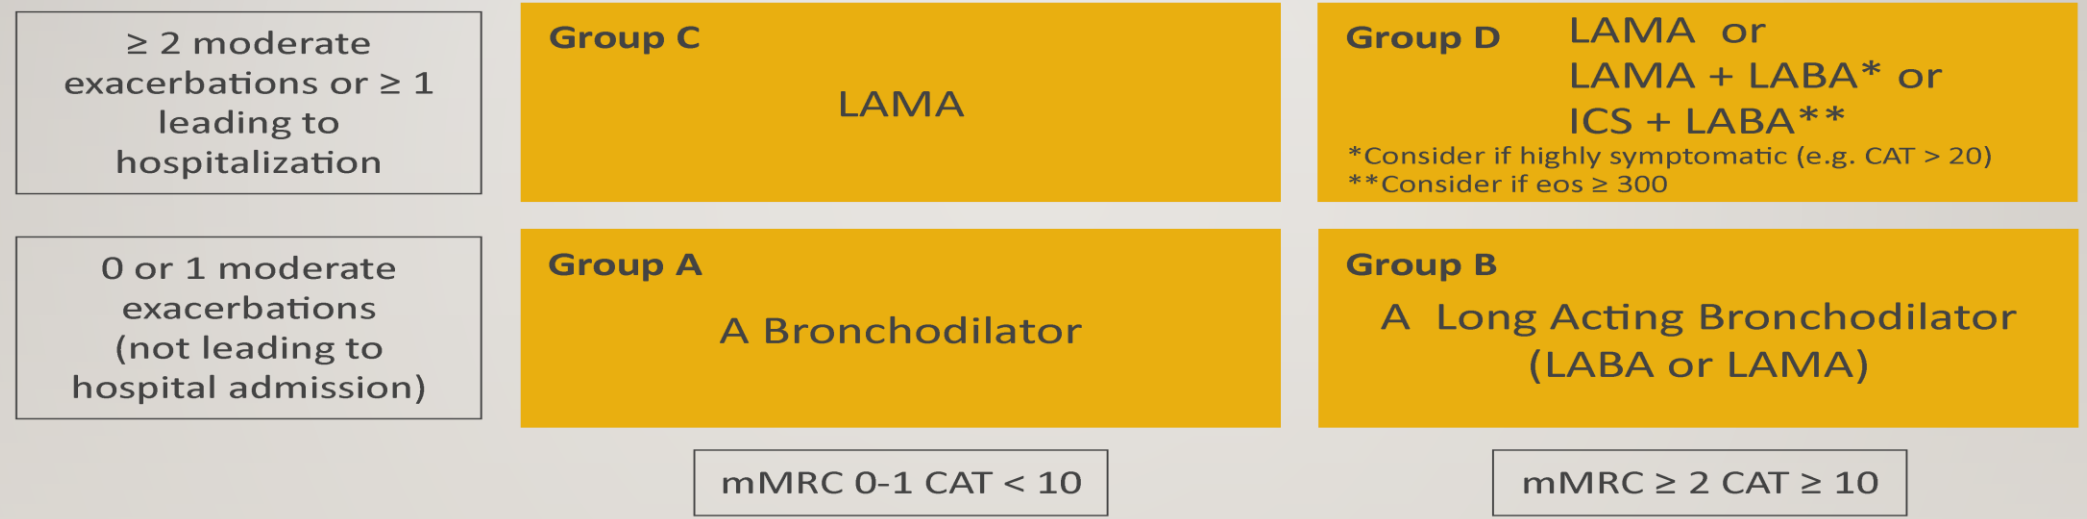 ≥ 2 moderate
exacerbations or ≥ 1
leading to
hospitalization
Group C
LAMA
Group D
LAMA or
LAMA + LABA* or
ICS + LABA**
*Consider if highly symptomatic (e.g. CAT > 20)
**Consider if eos ≥ 300
0 or 1 moderate
exacerbations
(not leading to
hospital admission)
Group A
A Bronchodilator
Group B
A Long Acting Bronchodilator
(LABA or LAMA)
mMRC 0-1 CAT < 10
mMRC ≥ 2 CAT ≥ 10